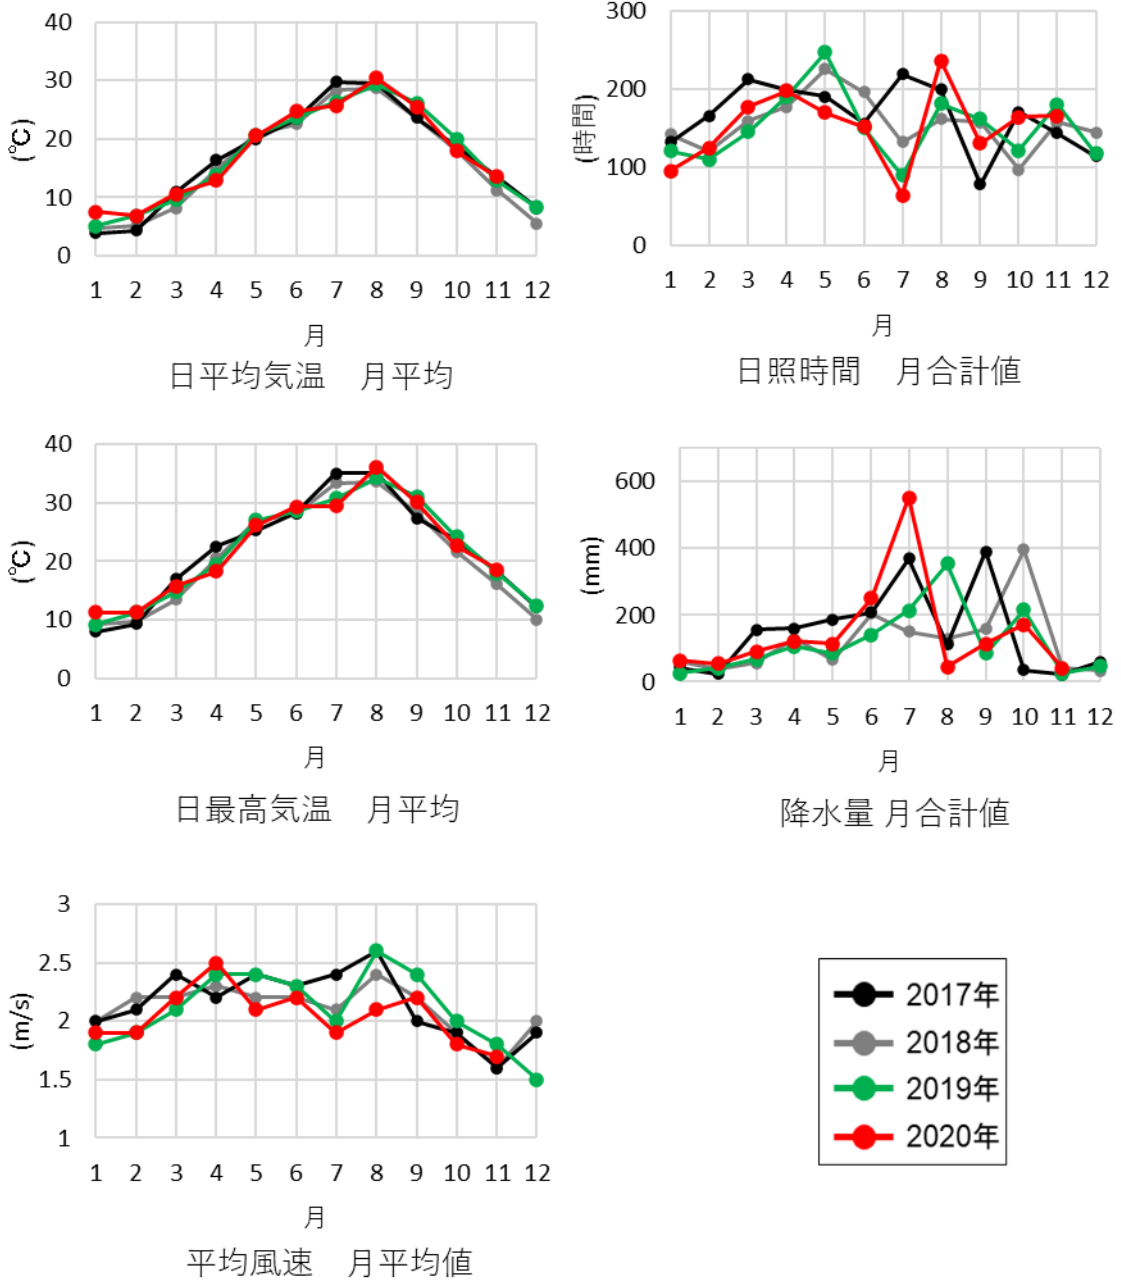 40
30
20
10
0
(℃)
1 2 3 4 5 6 7 8 9 10 11 12
月
日平均気温 月平均
300
200
100
0
(時間)
1 2 3 4 5 6 7 8 9 10 11 12
月
日照時間 月合計値
40
30
20
10
0
(℃)
1 2 3 4 5 6 7 8 9 10 11 12
月
日最高気温 月平均
600
400
200
0
(mm)
1 2 3 4 5 6 7 8 9 10 11 12
月
降水量 月合計値
3
2.5
2
1.5
1
(m/s)
1 2 3 4 5 6 7 8 9 10 11 12
月
平均風速 月平均値
2017年
2018年
2019年
2020年